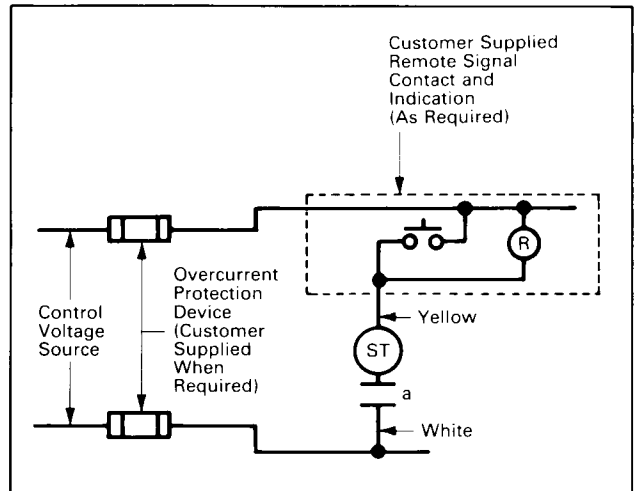 Customer Supplied
Remote Signal
Contact and
Indication
(As Required)
R
Control
Voltage
Source
Overcurrent
Protection
Device
(Customer
Supplied
When
Required)
Yellow
ST
a
White